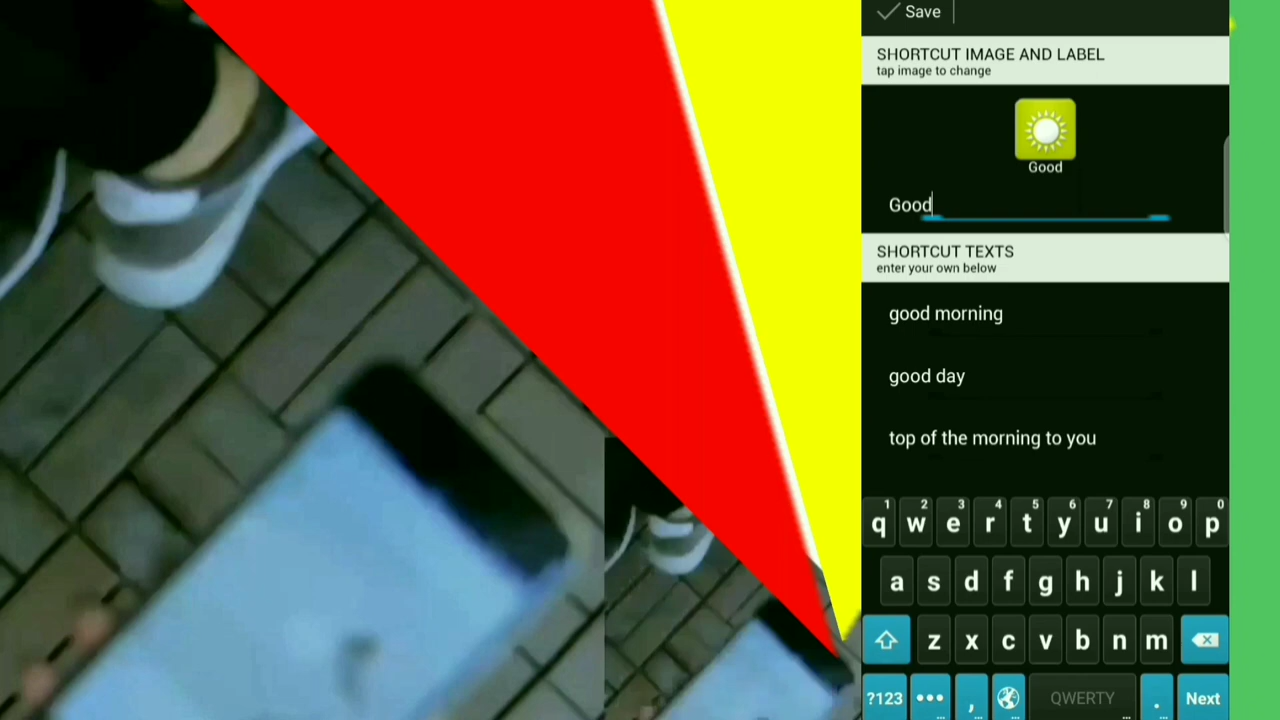 Save
SHORTCUT IMAGE AND LABEL
tap image to change
Good
Good
SHORTCUT TEXTS
enter your own below
good morning
good day
top of the morning to you
1 2 3 4 5 6 7 8 9 0
q w e r t y u i o p
a s d f g h j k l
z x c v b n m
?123 ••• , QWERTY . Next